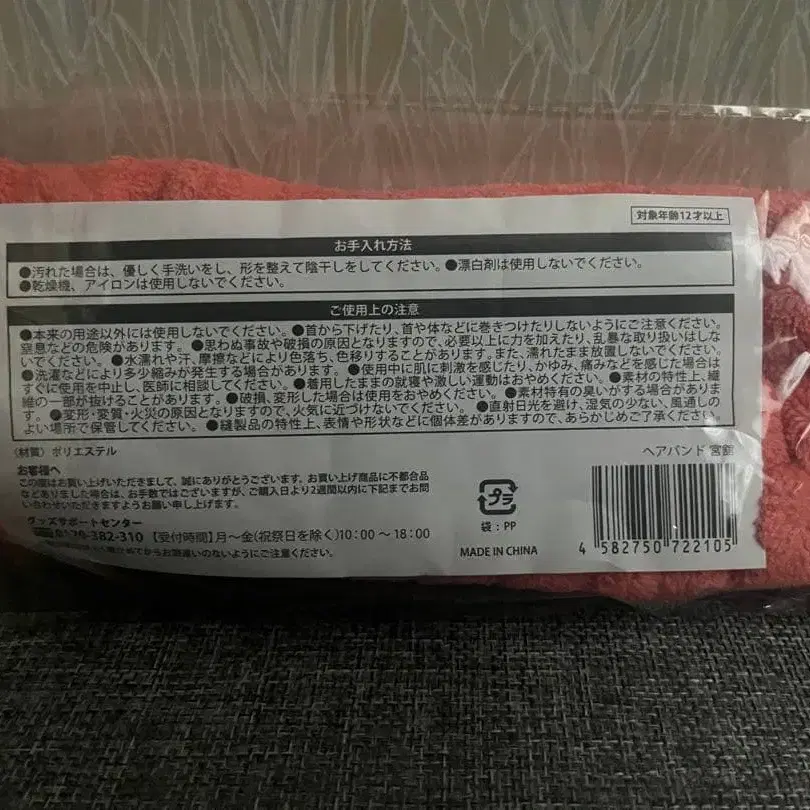 対象年齢12才以上
お手入れ方法
●汚れた場合は、優しく手洗いをし、形を整えて陰干しをしてください。●漂白剤は使用しないでください。
●乾燥機、アイロンは使用しないでください。
ご使用上の注意
●本来の用途以外には使用しないでください。●首から下げたり、首や体などに巻きつけたりしないようにご注意ください。
窒息などの危険があります。●思わぬ事故や破損の原因となりますので、必要以上に力を加えたり、乱暴な取り扱いはしな
いでください。●水濡れや汗、摩擦などにより色落ち、色移りすることがあります。また、濡れたまま放置しないでください。
●洗濯などにより多少縮みが発生する場合があります。●使用中に肌に刺激を感じたり、かゆみ、痛みなどを感じた場合は
すぐに使用を中止し、医師に相談してください。●着用したままの就寝や激しい運動はおやめください。●素材の特性上、繊
維の一部が抜けることがあります。●破損、変形した場合は使用をおやめください。●素材特有の臭いがする場合がありま
す。●変形・変質・火災の原因となりますので、火気に近づけないでください。●直射日光を避け、湿気の少ない、風通しの
よい場所で保管してください。●縫製品の特性上、表情や形状などに個体差がありますので、あらかじめご了承ください。
〈材質〉ポリエステル
ヘアバンド 宮舘
お客様へ
この度はお買い上げいただきまして、誠にありがとうございます。お買い上げ商品に不都合品
などありました場合は、お手数ではございますが、ご購入日より2週間以内に下記までお問
い合わせいただきますようお願い申し上げます。
グッズサポートセンター
0120-382-310 【受付時間】月〜金(祝祭日を除く)10:00 〜 18:00
めてからお間違いのないようにご注意ください。
プラ
袋:PP
MADE IN CHINA
4 582750 722105